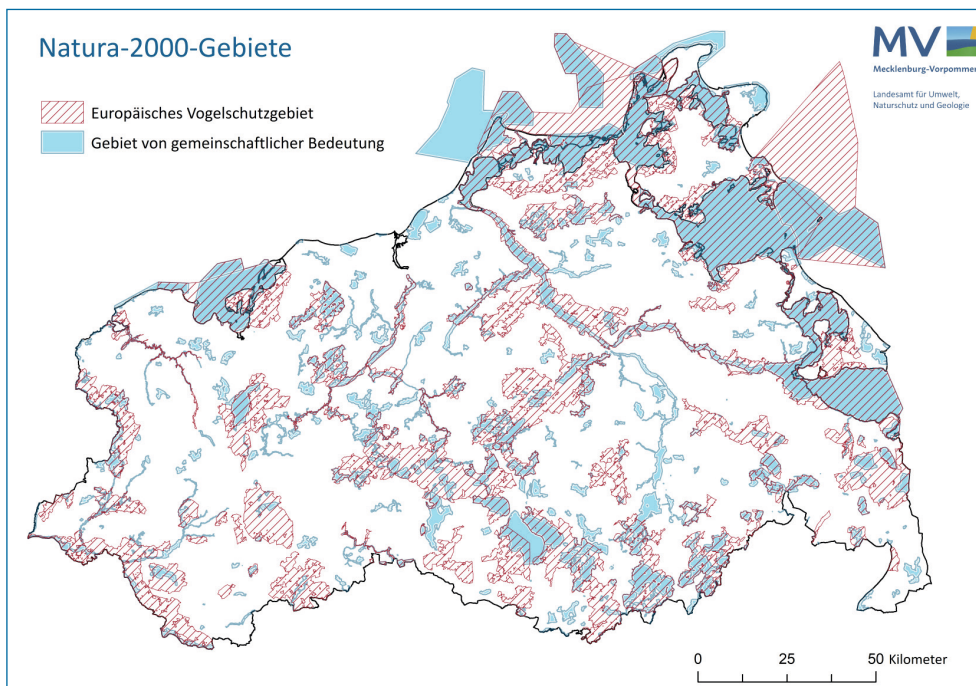 Natura-2000-Gebiete
Europäisches Vogelschutzgebiet
Gebiet von gemeinschaftlicher Bedeutung
MV
Mecklenburg-Vorpommer
Landesamt für Umwelt,
Naturschutz und Geologie
0 25 50 Kilometer